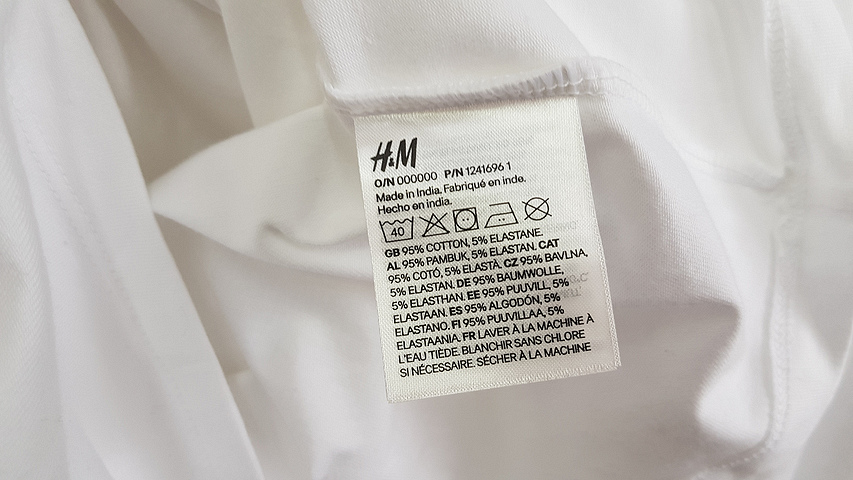 H&M
O/N 000000 P/N 1241696 1
Made in India. Fabriqué en inde.
Hecho en india.
40
GB 95% COTTON, 5% ELASTANE.
AL 95% PAMBUK, 5% ELASTAN. CAT
95% COTÓ, 5% ELASTÀ. CZ 95% BAVLNA,
5% ELASTAN. DE 95% BAUMWOLLE,
5% ELASTHAN. EE 95% PUUVILL, 5%
ELASTAAN. ES 95% ALGODÓN, 5%
ELASTANO. FI 95% PUUVILLAA, 5%
ELASTAANIA. FR LAVER À LA MACHINE À
L'EAU TIÈDE. BLANCHIR SANS CHLORE
SI NÉCESSAIRE. SÉCHER À LA MACHINE